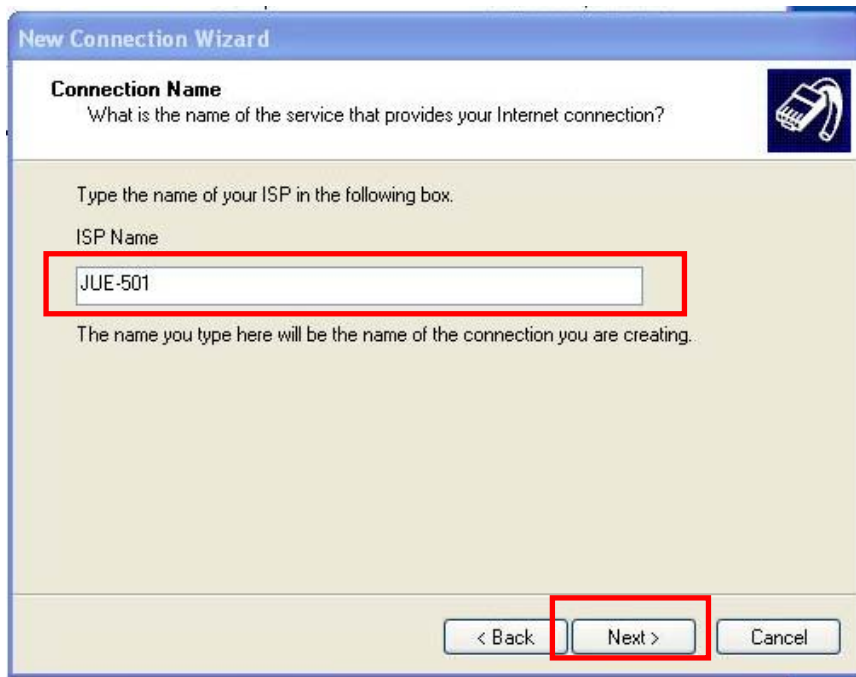 New Connection Wizard
Connection Name
What is the name of the service that provides your Internet connection?
Type the name of your ISP in the following box.
ISP Name
JUE-501
The name you type here will be the name of the connection you are creating.
< Back
Next >
Cancel